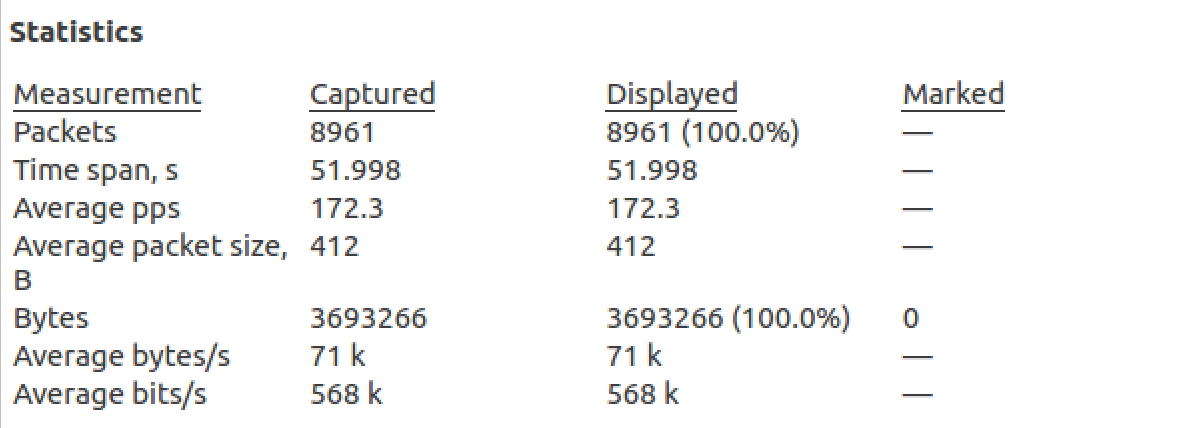 Statistics
Measurement Captured Displayed Marked
Packets 8961 8961 (100.0%) —
Time span, s 51.998 51.998 —
Average pps 172.3 172.3 —
Average packet size, 412 412 —
B
Bytes 3693266 3693266 (100.0%) 0
Average bytes/s 71 k 71 k —
Average bits/s 568 k 568 k —